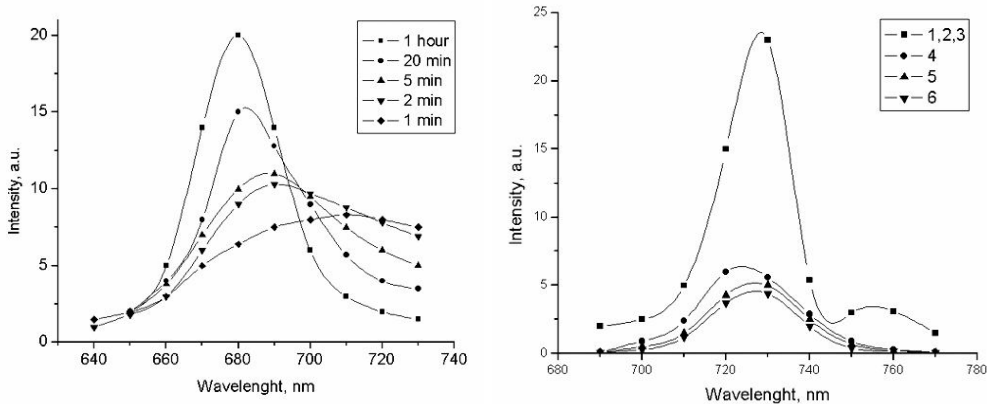 20
15
10
5
0
640 660 680 700 720 740
Intensity, a.u.
Wavelenght, nm
1 hour
20 min
5 min
2 min
1 min
25
20
15
10
5
0
680 700 720 740 760 780
Intensity, a.u.
Wavelenght, nm
1,2,3
4
5
6